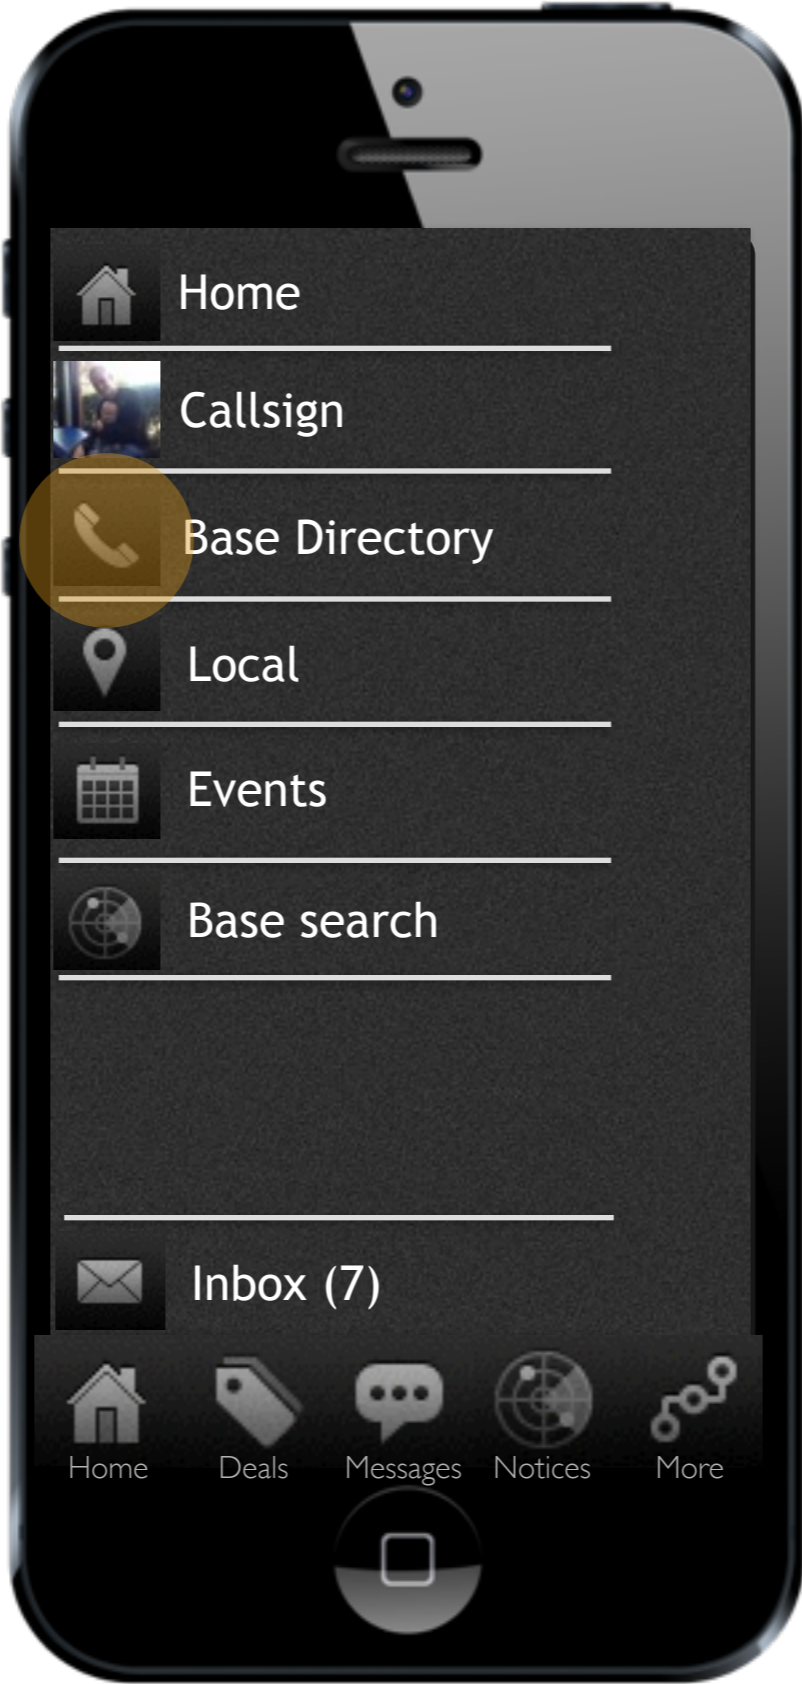 Home
Callsign
Base Directory
Local
Events
Base search
Inbox (7)
Home Deals Messages Notices More